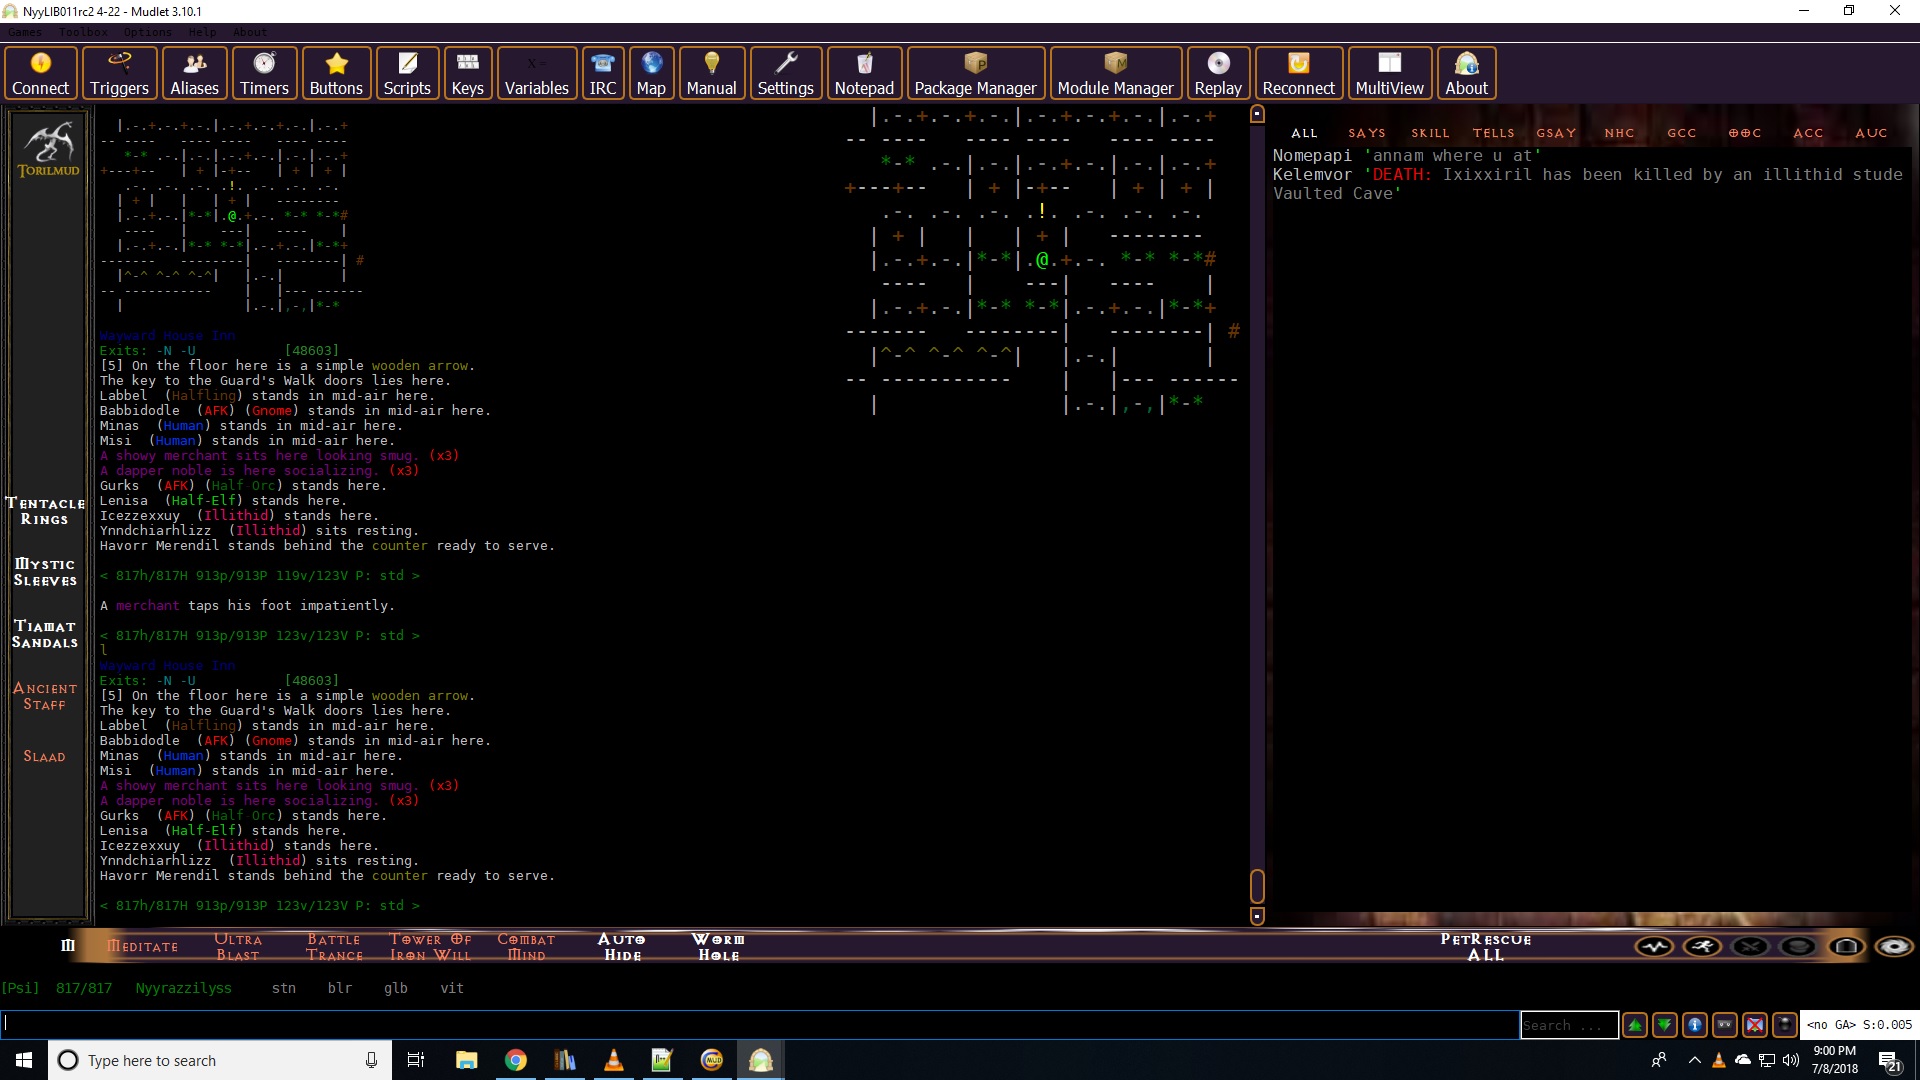 NyyLIB011rc2 4-22 - Mudlet 3.10.1
Games Toolbox Options Help About
Connect Triggers Aliases Timers Buttons Scripts Keys Variables IRC Map Manual Settings Notepad Package Manager Module Manager Replay Reconnect MultiView About
TORILMUD
TENTACLE
RINGS
MYSTIC
SLEEVES
TIAMAT
SANDALS
ANCIENT
STAFF
SLAAD
Wayward House Inn
Exits: -N -U [48603]
[5] On the floor here is a simple wooden arrow.
The key to the Guard's Walk doors lies here.
Labbel (Halfling) stands in mid-air here.
Babbidodle (AFK) (Gnome) stands in mid-air here.
Minas (Human) stands in mid-air here.
Misi (Human) stands in mid-air here.
A showy merchant sits here looking smug. (x3)
A dapper noble is here socializing. (x3)
Gurks (AFK) (Half-Orc) stands here.
Lenisa (Half-Elf) stands here.
Icezzexxuy (Illithid) stands here.
Ynndchiarhlizz (Illithid) sits resting.
Havorr Merendil stands behind the counter ready to serve.
< 817h/817H 913p/913P 119v/123V P: std >
A merchant taps his foot impatiently.
< 817h/817H 913p/913P 123v/123V P: std >
l
Wayward House Inn
Exits: -N -U [48603]
[5] On the floor here is a simple wooden arrow.
The key to the Guard's Walk doors lies here.
Labbel (Halfling) stands in mid-air here.
Babbidodle (AFK) (Gnome) stands in mid-air here.
Minas (Human) stands in mid-air here.
Misi (Human) stands in mid-air here.
A showy merchant sits here looking smug. (x3)
A dapper noble is here socializing. (x3)
Gurks (AFK) (Half-Orc) stands here.
Lenisa (Half-Elf) stands here.
Icezzexxuy (Illithid) stands here.
Ynndchiarhlizz (Illithid) sits resting.
Havorr Merendil stands behind the counter ready to serve.
< 817h/817H 913p/913P 123v/123V P: std >
ALL SAYS SKILL TELLS GSAY NHC GCC OOC ACC AUC
Nomepapi 'annam where u at'
Kelemvor 'DEATH: Ixixxiril has been killed by an illithid stude
Vaulted Cave'
M MEDITATE ULTRA BLAST BATTLE TRANCE TOWER OF IRON WILL COMBAT MIND AUTO HIDE WORM HOLE PETRESCUE ALL
[Psi] 817/817 Nyyrazzilyss stn blr glb vit
Search ... <no GA> S:0.005
Type here to search
9:00 PM
7/8/2018
21